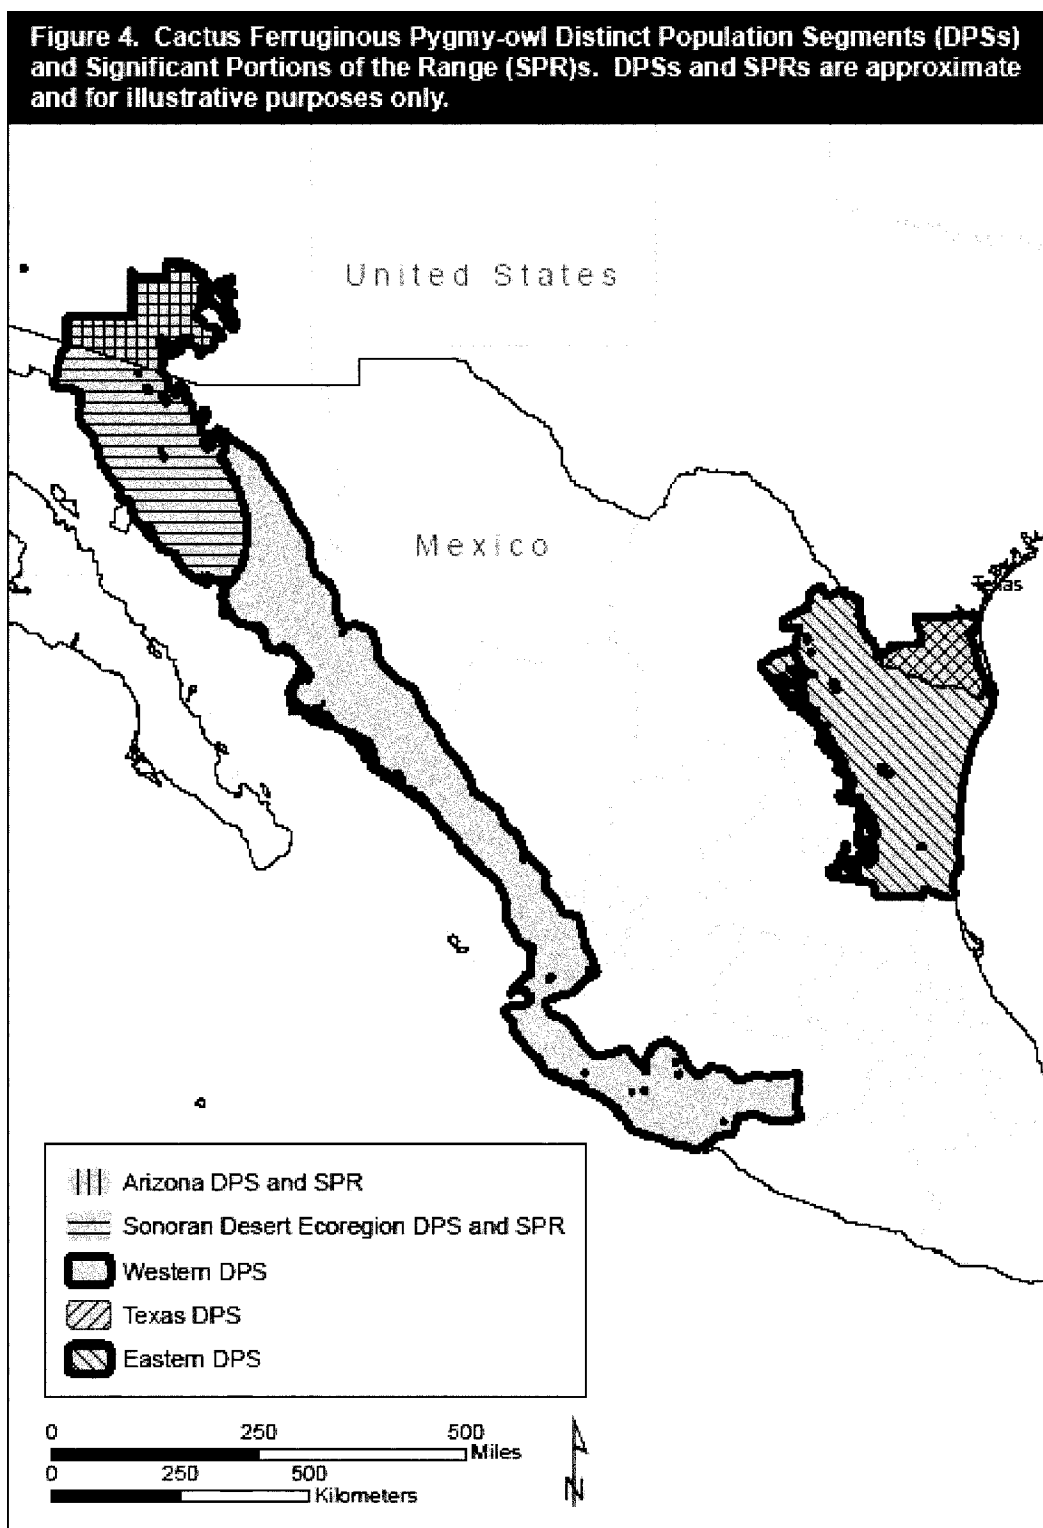 Figure 4. Cactus Ferruginous Pygmy-owl Distinct Population Segments (DPSs)
and Significant Portions of the Range (SPR)s. DPSs and SPRs are approximate
and for illustrative purposes only.
United States
Mexico
Texas
Arizona DPS and SPR
Sonoran Desert Ecoregion DPS and SPR
Western DPS
Texas DPS
Eastern DPS
0 250 500
Miles
0 250 500
Kilometers
N